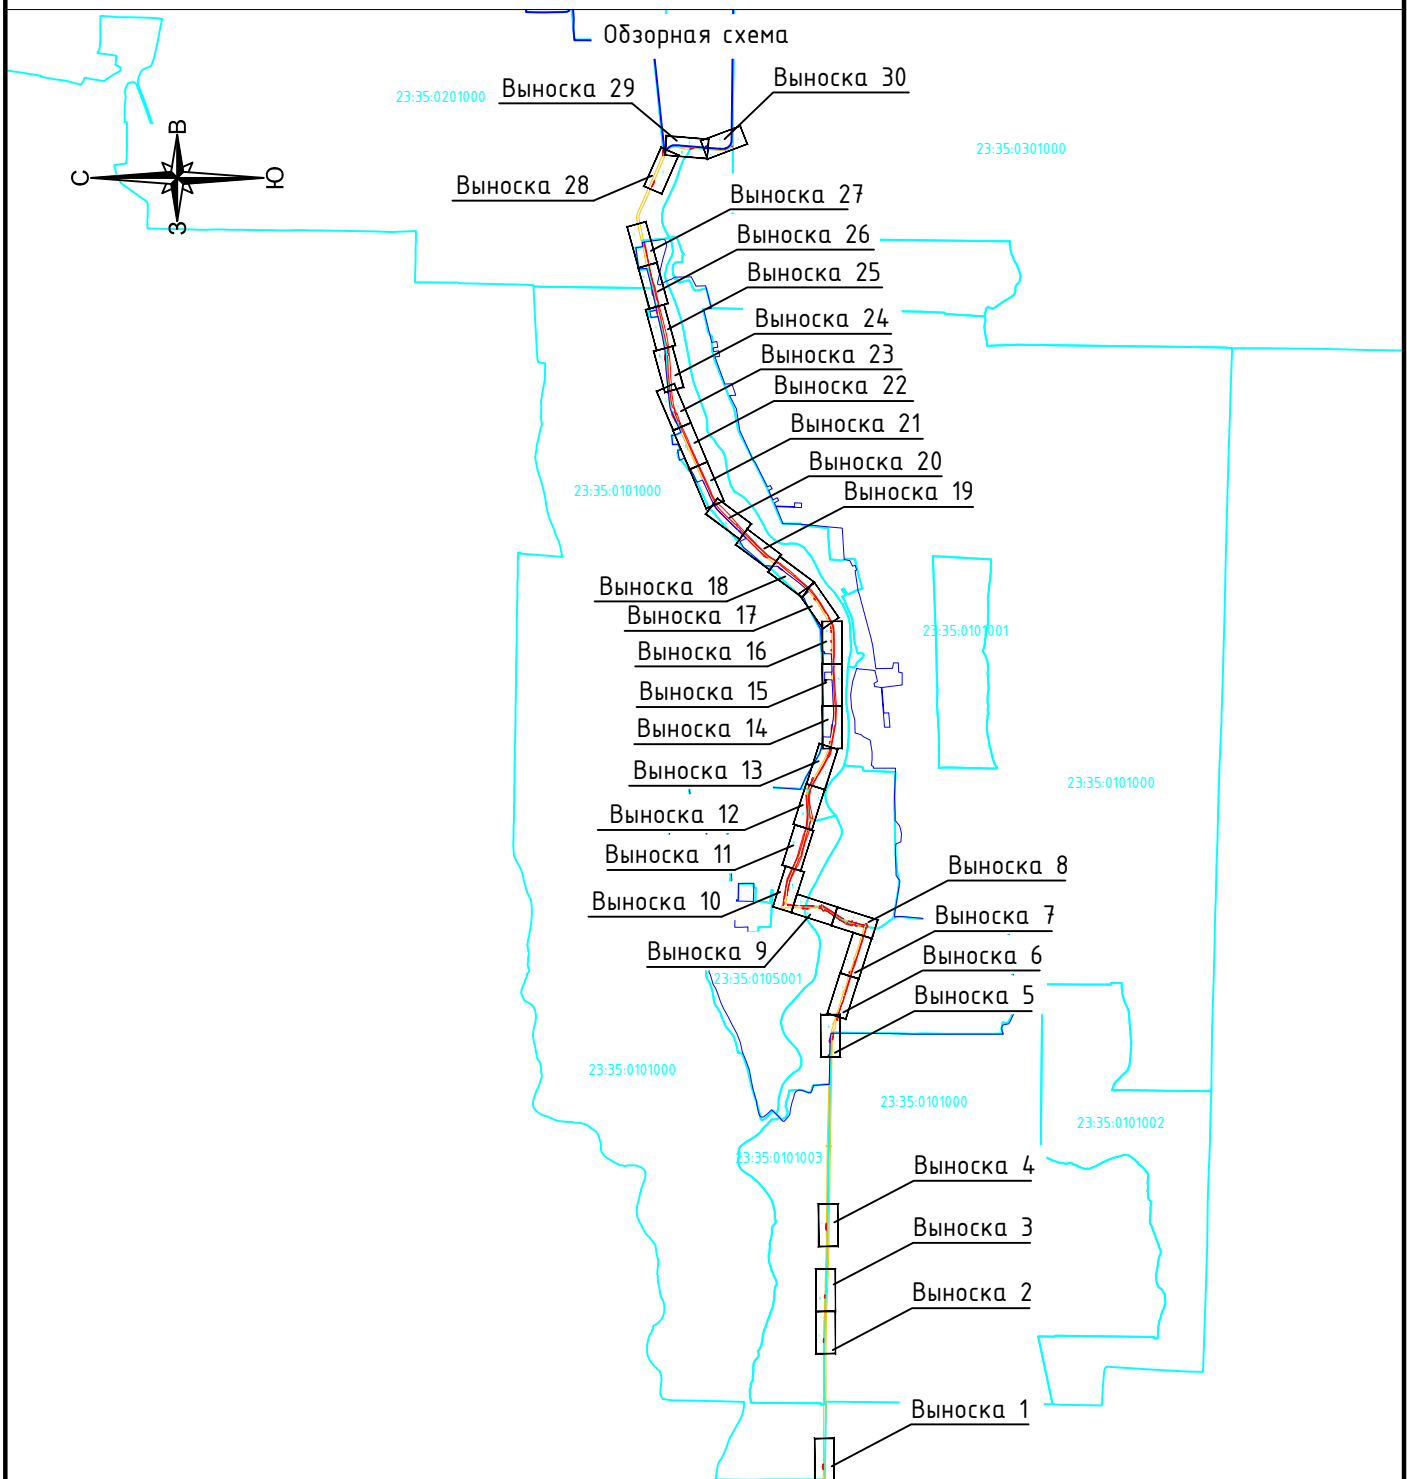 Обзорная схема
Выноска 30
Выноска 29
23:35:0201000
В
23:35:0301000
С
Ю
Выноска 28
Выноска 27
З
Выноска 26
Выноска 25
Выноска 24
Выноска 23
Выноска 22
Выноска 21
Выноска 20
23:35:0101000
Выноска 19
Выноска 18
Выноска 17
23:35:0101001
Выноска 16
Выноска 15
Выноска 14
Выноска 13
23:35:0101000
Выноска 12
Выноска 11
Выноска 8
Выноска 10
Выноска 7
Выноска 9
Выноска 6
23:35:0105001
Выноска 5
23:35:0101000
23:35:0101000
23:35:0101002
23:35:0101003
Выноска 4
Выноска 3
Выноска 2
Выноска 1